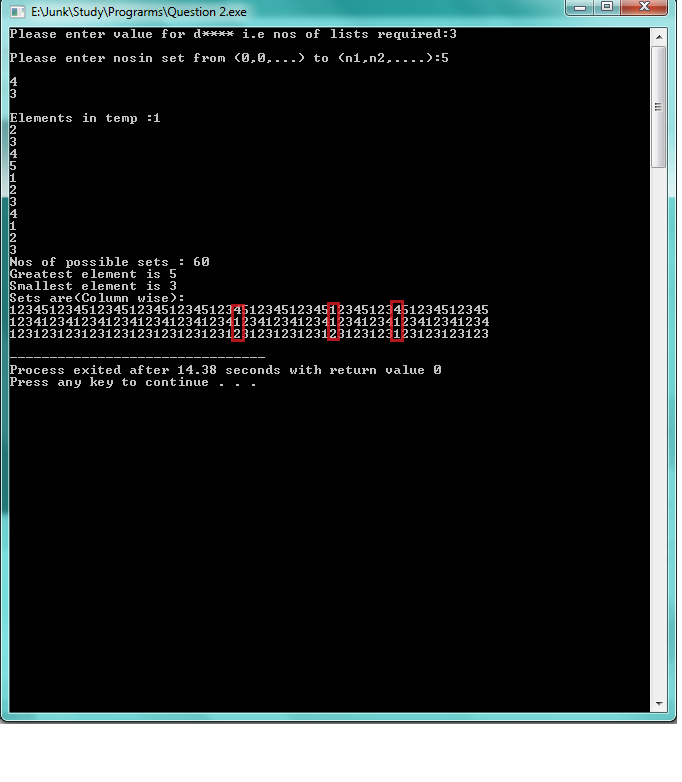 E:\Junk\Study\Programs\Question 2.exe
Please enter value for d**** i.e nos of lists required:3
Please enter nosin set from (0,0,...) to (n1,n2,....):5
4
3
Elements in temp :1
2
3
4
5
1
2
3
4
1
2
3
Nos of possible sets : 60
Greatest element is 5
Smallest element is 3
Sets are(Column wise):
123451234512345123451234512345123451234512345123451234512345
123412341234123412341234123412341234123412341234123412341234
123123123123123123123123123123123123123123123123123123123123
--------------------------------
Process exited after 14.38 seconds with return value 0
Press any key to continue . . .